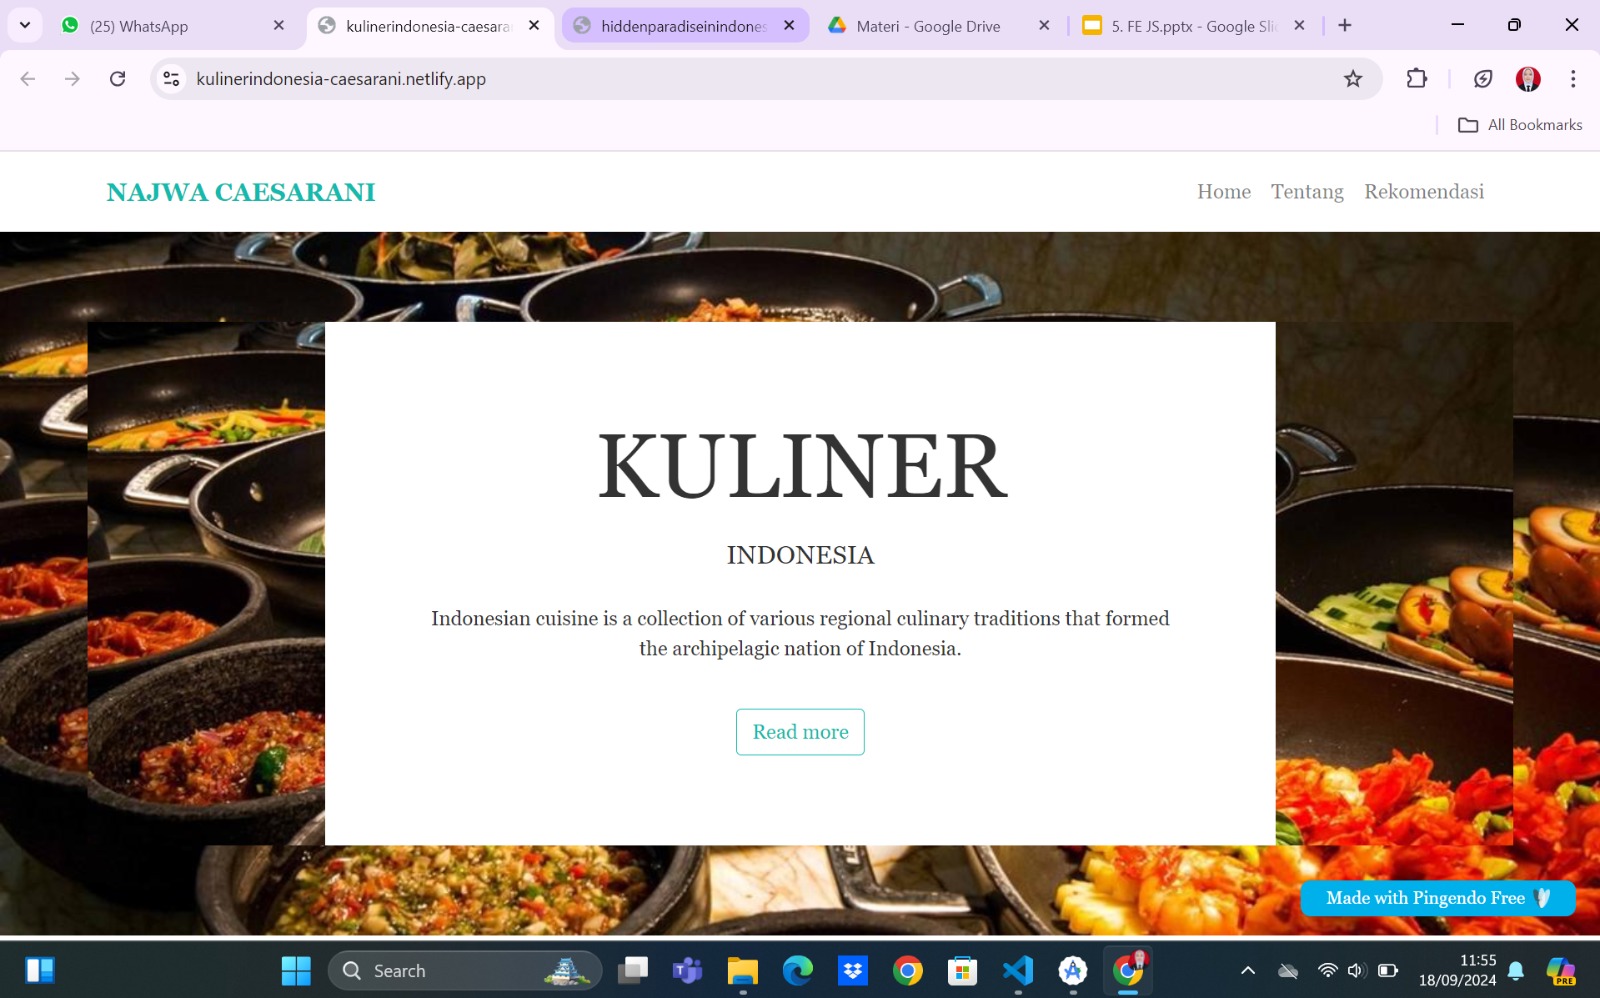 (25) WhatsApp
kulinerindonesia-caesara
hiddenparadiseinindones
Materi - Google Drive
5. FE JS.pptx - Google Sli
kulinerindonesia-caesarani.netlify.app
All Bookmarks
NAJWA CAESARANI
Home Tentang Rekomendasi
KULINER
INDONESIA
Indonesian cuisine is a collection of various regional culinary traditions that formed
the archipelagic nation of Indonesia.
Read more
Made with Pingendo Free
Search
11:55
18/09/2024
PRE